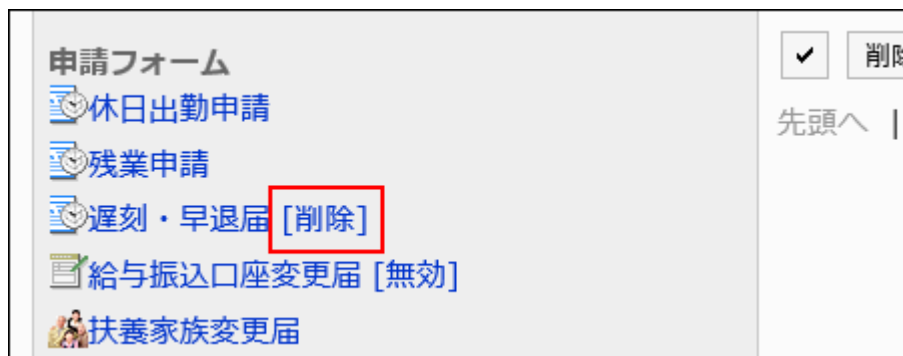 申請フォーム
休日出勤申請
残業申請
遅刻・早退届 [削除]
給与振込口座変更届 [無効]
扶養家族変更届
先頭へ |